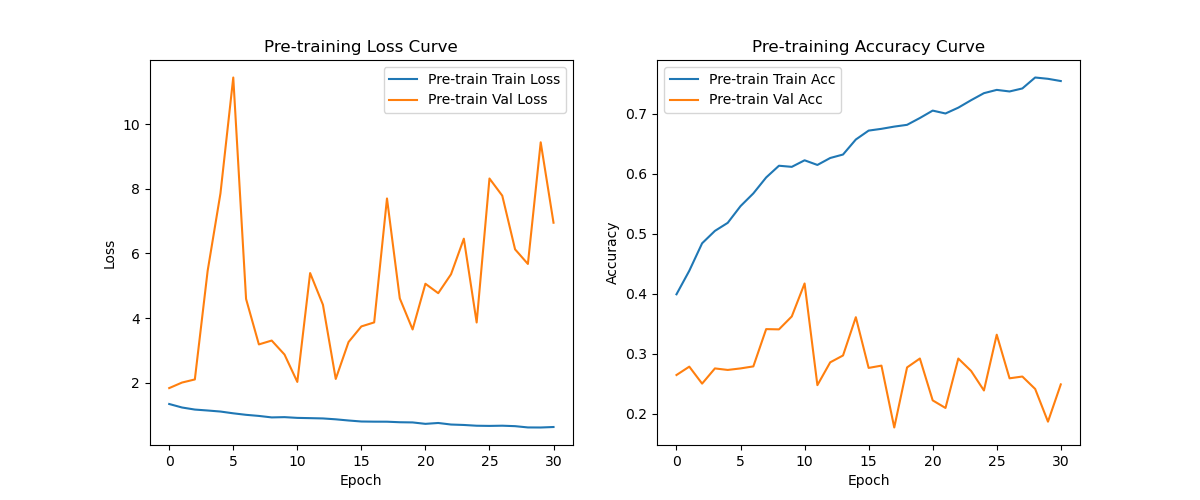 Pre-training Loss Curve
Pre-train Train Loss
Pre-train Val Loss
10
8
6
4
2
Loss
0 5 10 15 20 25 30
Epoch
Pre-training Accuracy Curve
Pre-train Train Acc
Pre-train Val Acc
0.7
0.6
0.5
0.4
0.3
0.2
Accuracy
0 5 10 15 20 25 30
Epoch